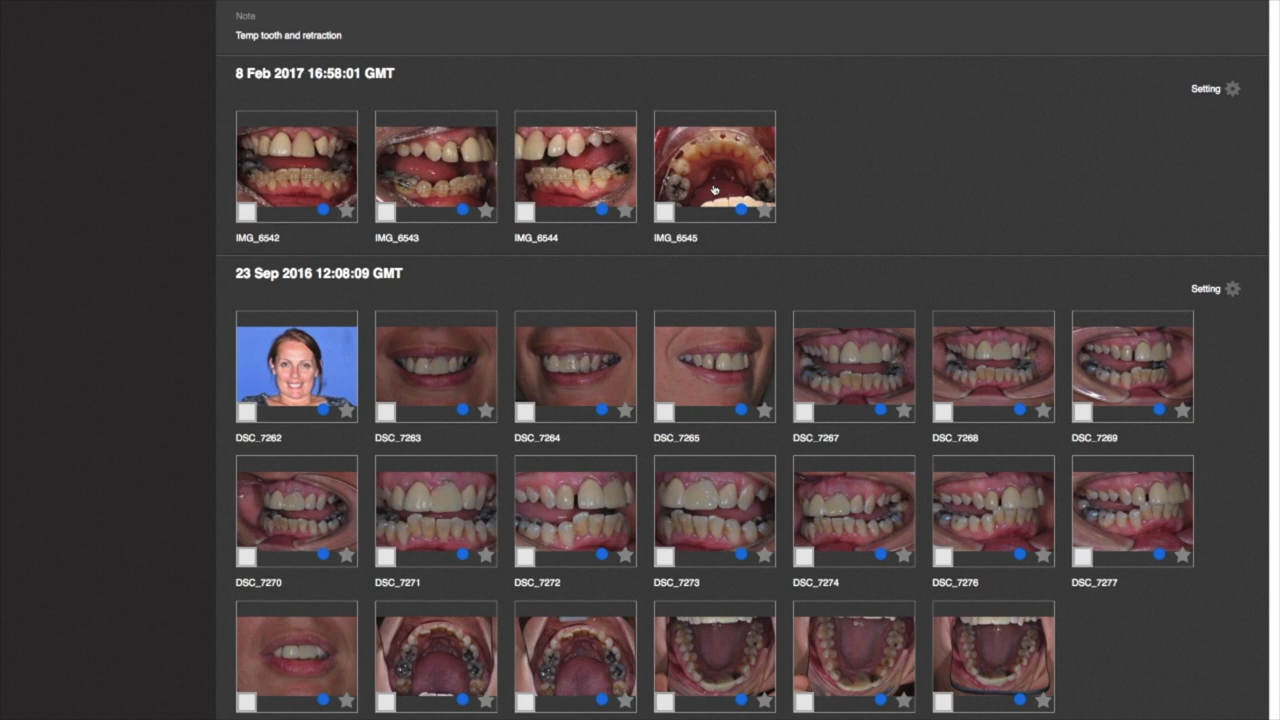 Note
Temp tooth and retraction
8 Feb 2017 16:58:01 GMT
Setting
IMG_6542 IMG_6543 IMG_6544 IMG_6545
23 Sep 2016 12:08:09 GMT
Setting
DSC_7262 DSC_7263 DSC_7264 DSC_7265 DSC_7267 DSC_7268 DSC_7269
DSC_7270 DSC_7271 DSC_7272 DSC_7273 DSC_7274 DSC_7276 DSC_7277